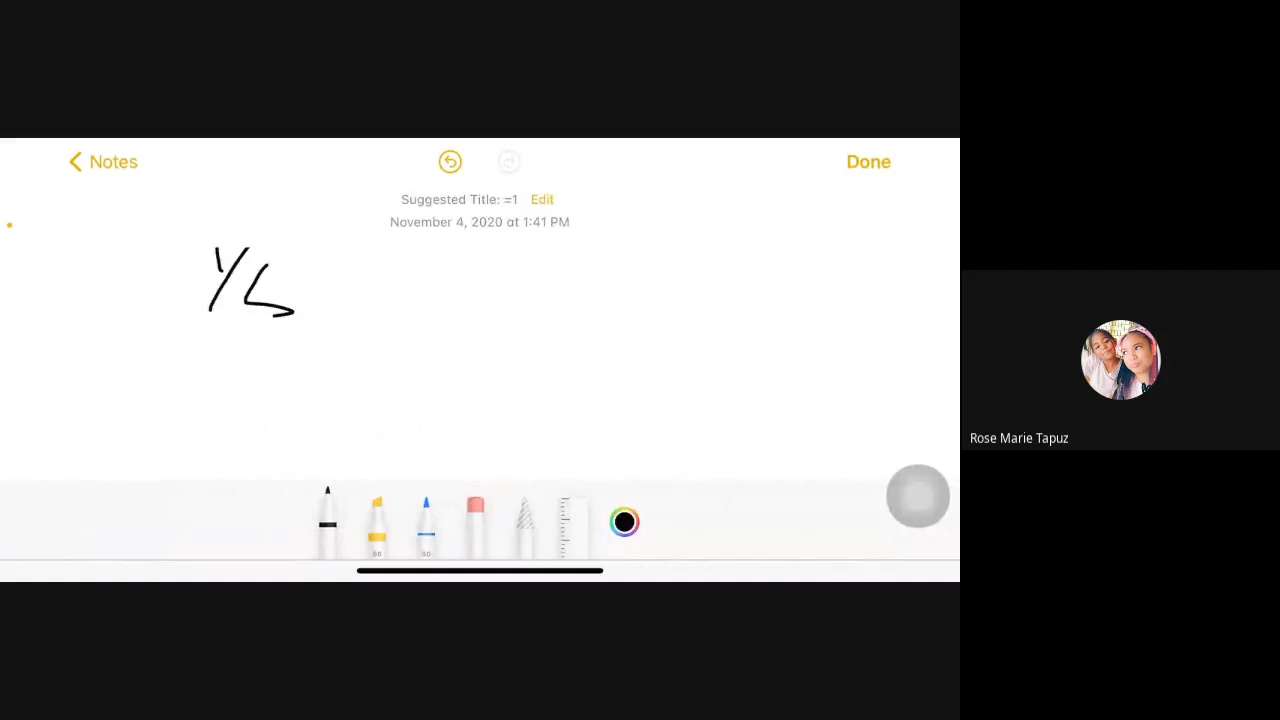 Notes
Done
Suggested Title: =1 Edit
November 4, 2020 at 1:41 PM
Rose Marie Tapuz